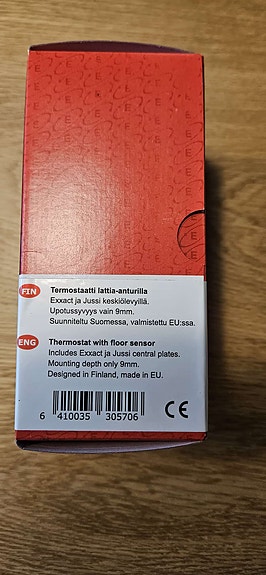 FIN
Termostaatti lattia-anturilla
Exxact ja Jussi keskiölevyillä.
Upotussyvyys vain 9mm.
Suunniteltu Suomessa, valmistettu EU:ssa.
ENG
Thermostat with floor sensor
Includes Exxact ja Jussi central plates.
Mounting depth only 9mm.
Designed in Finland, made in EU.
6 410035 305706
CE